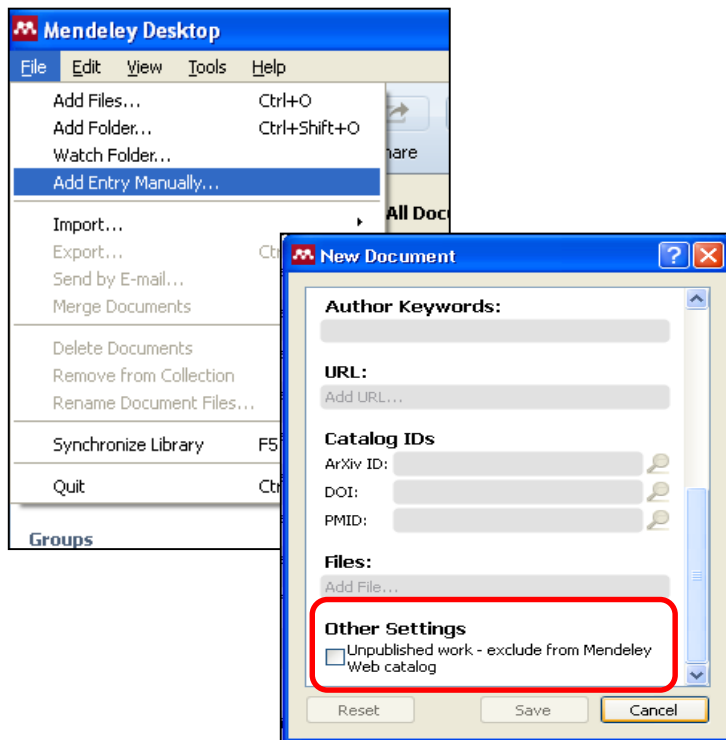 Mendeley Desktop
File Edit View Tools Help
Add Files... Ctrl+O
Add Folder... Ctrl+Shift+O
Watch Folder... hare
Add Entry Manually...
Import... All Docu
Export... Ct
Send by E-mail...
Merge Documents
Delete Documents
Remove from Collection
Rename Document Files...
Synchronize Library F5
Quit Ct
Groups
New Document
Author Keywords:
URL:
Add URL...
Catalog IDs
ArXiv ID:
DOI:
PMID:
Files:
Add File...
Other Settings
Unpublished work - exclude from Mendeley
Web catalog
Reset Save Cancel